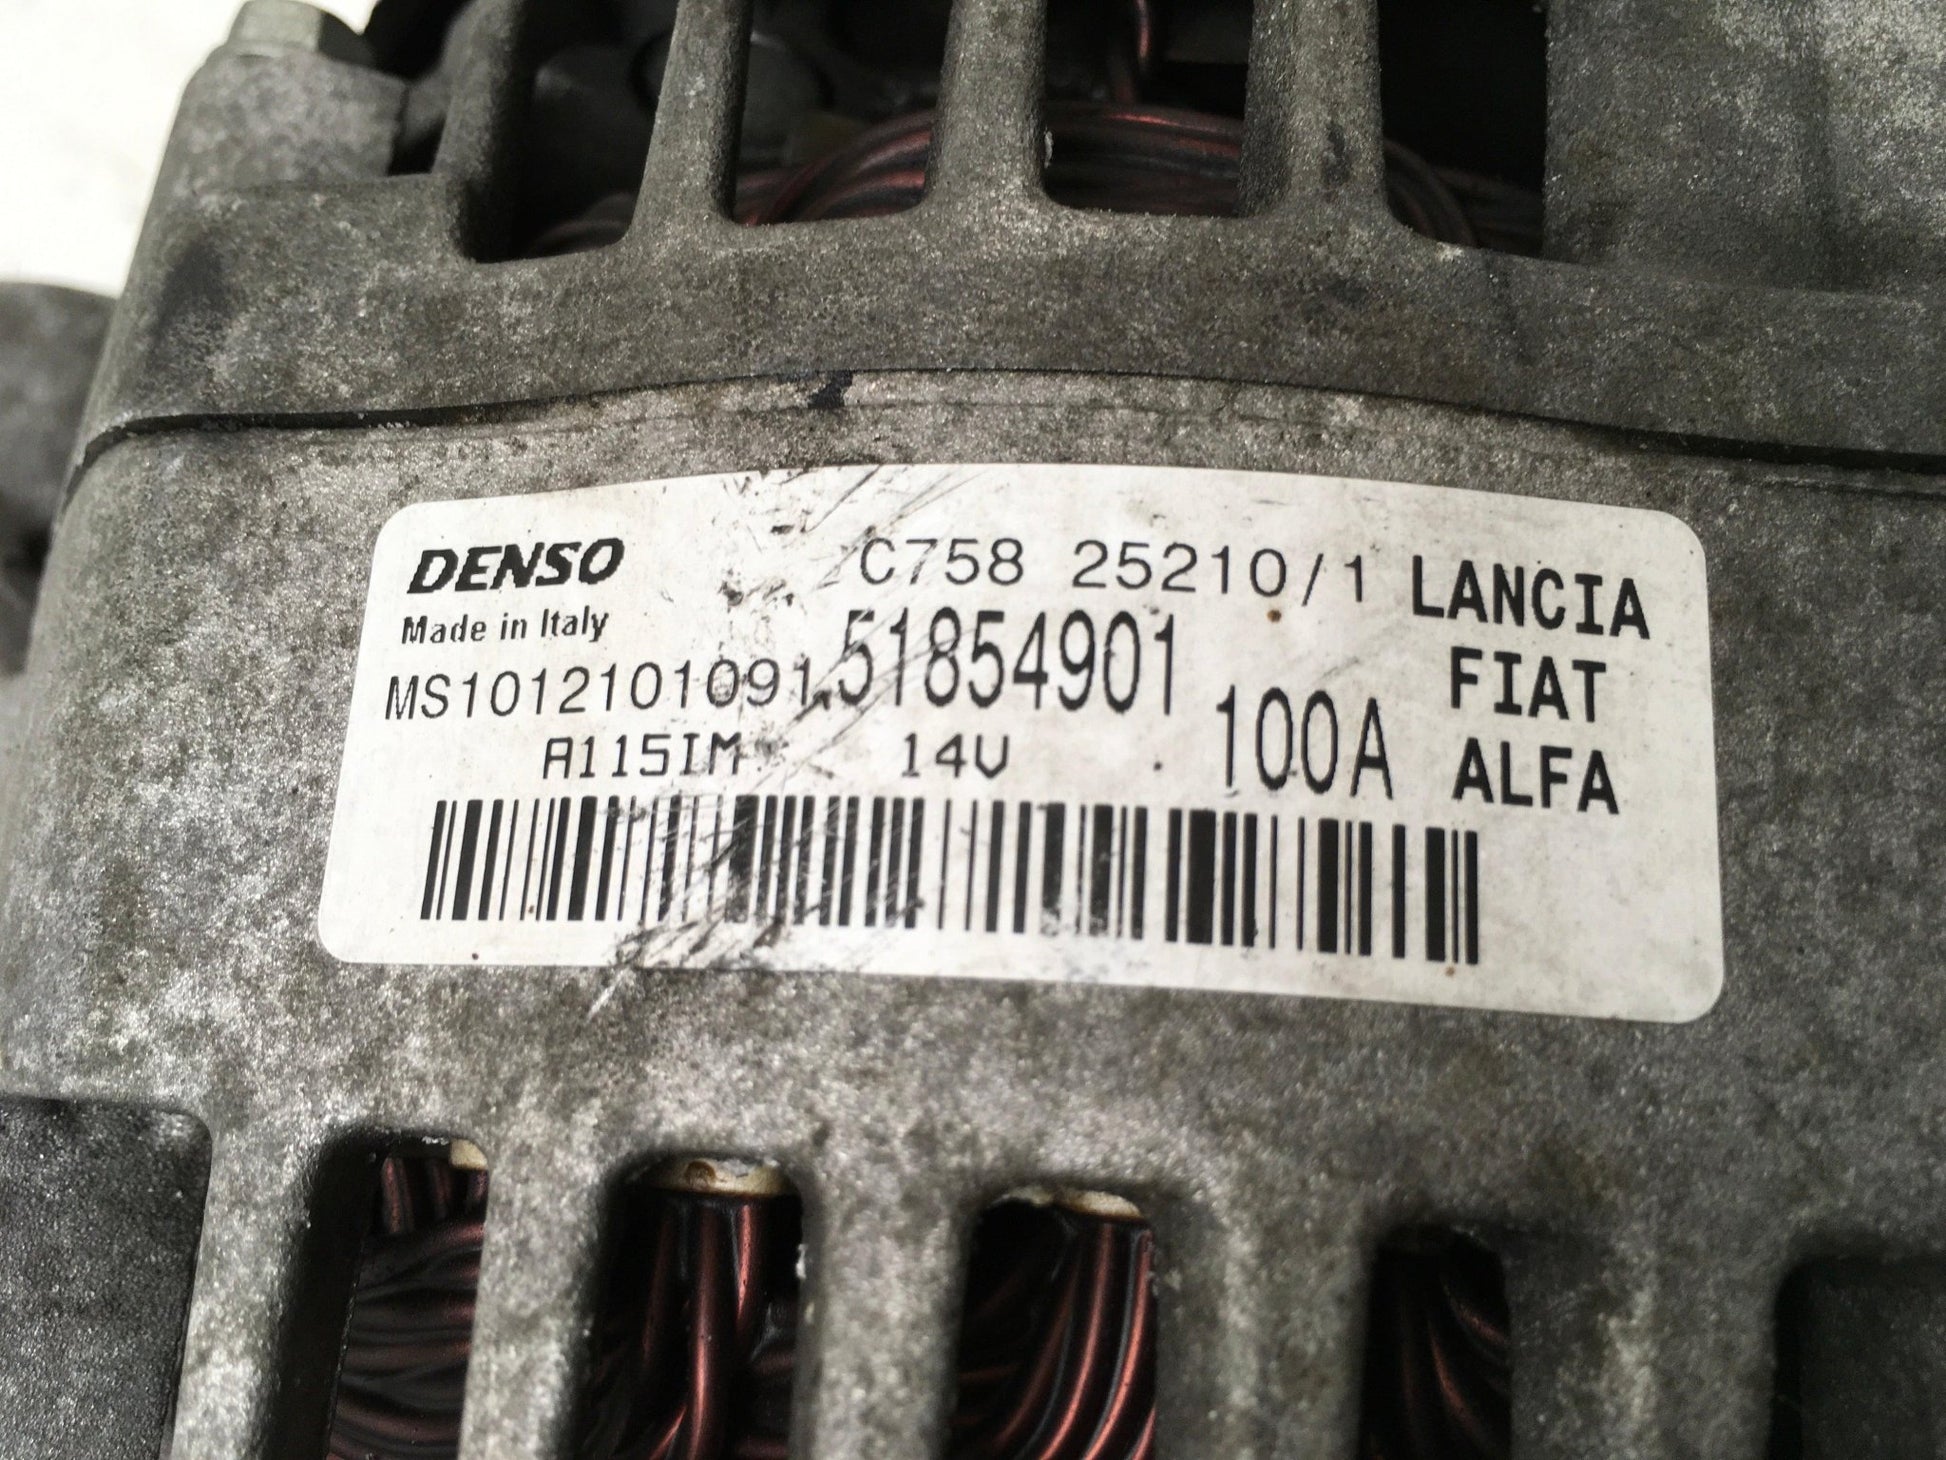 DENSO C758 25210/1 LANCIA
Made in Italy 51854901 FIAT
MS1012101091 100A ALFA
A115IM 14V